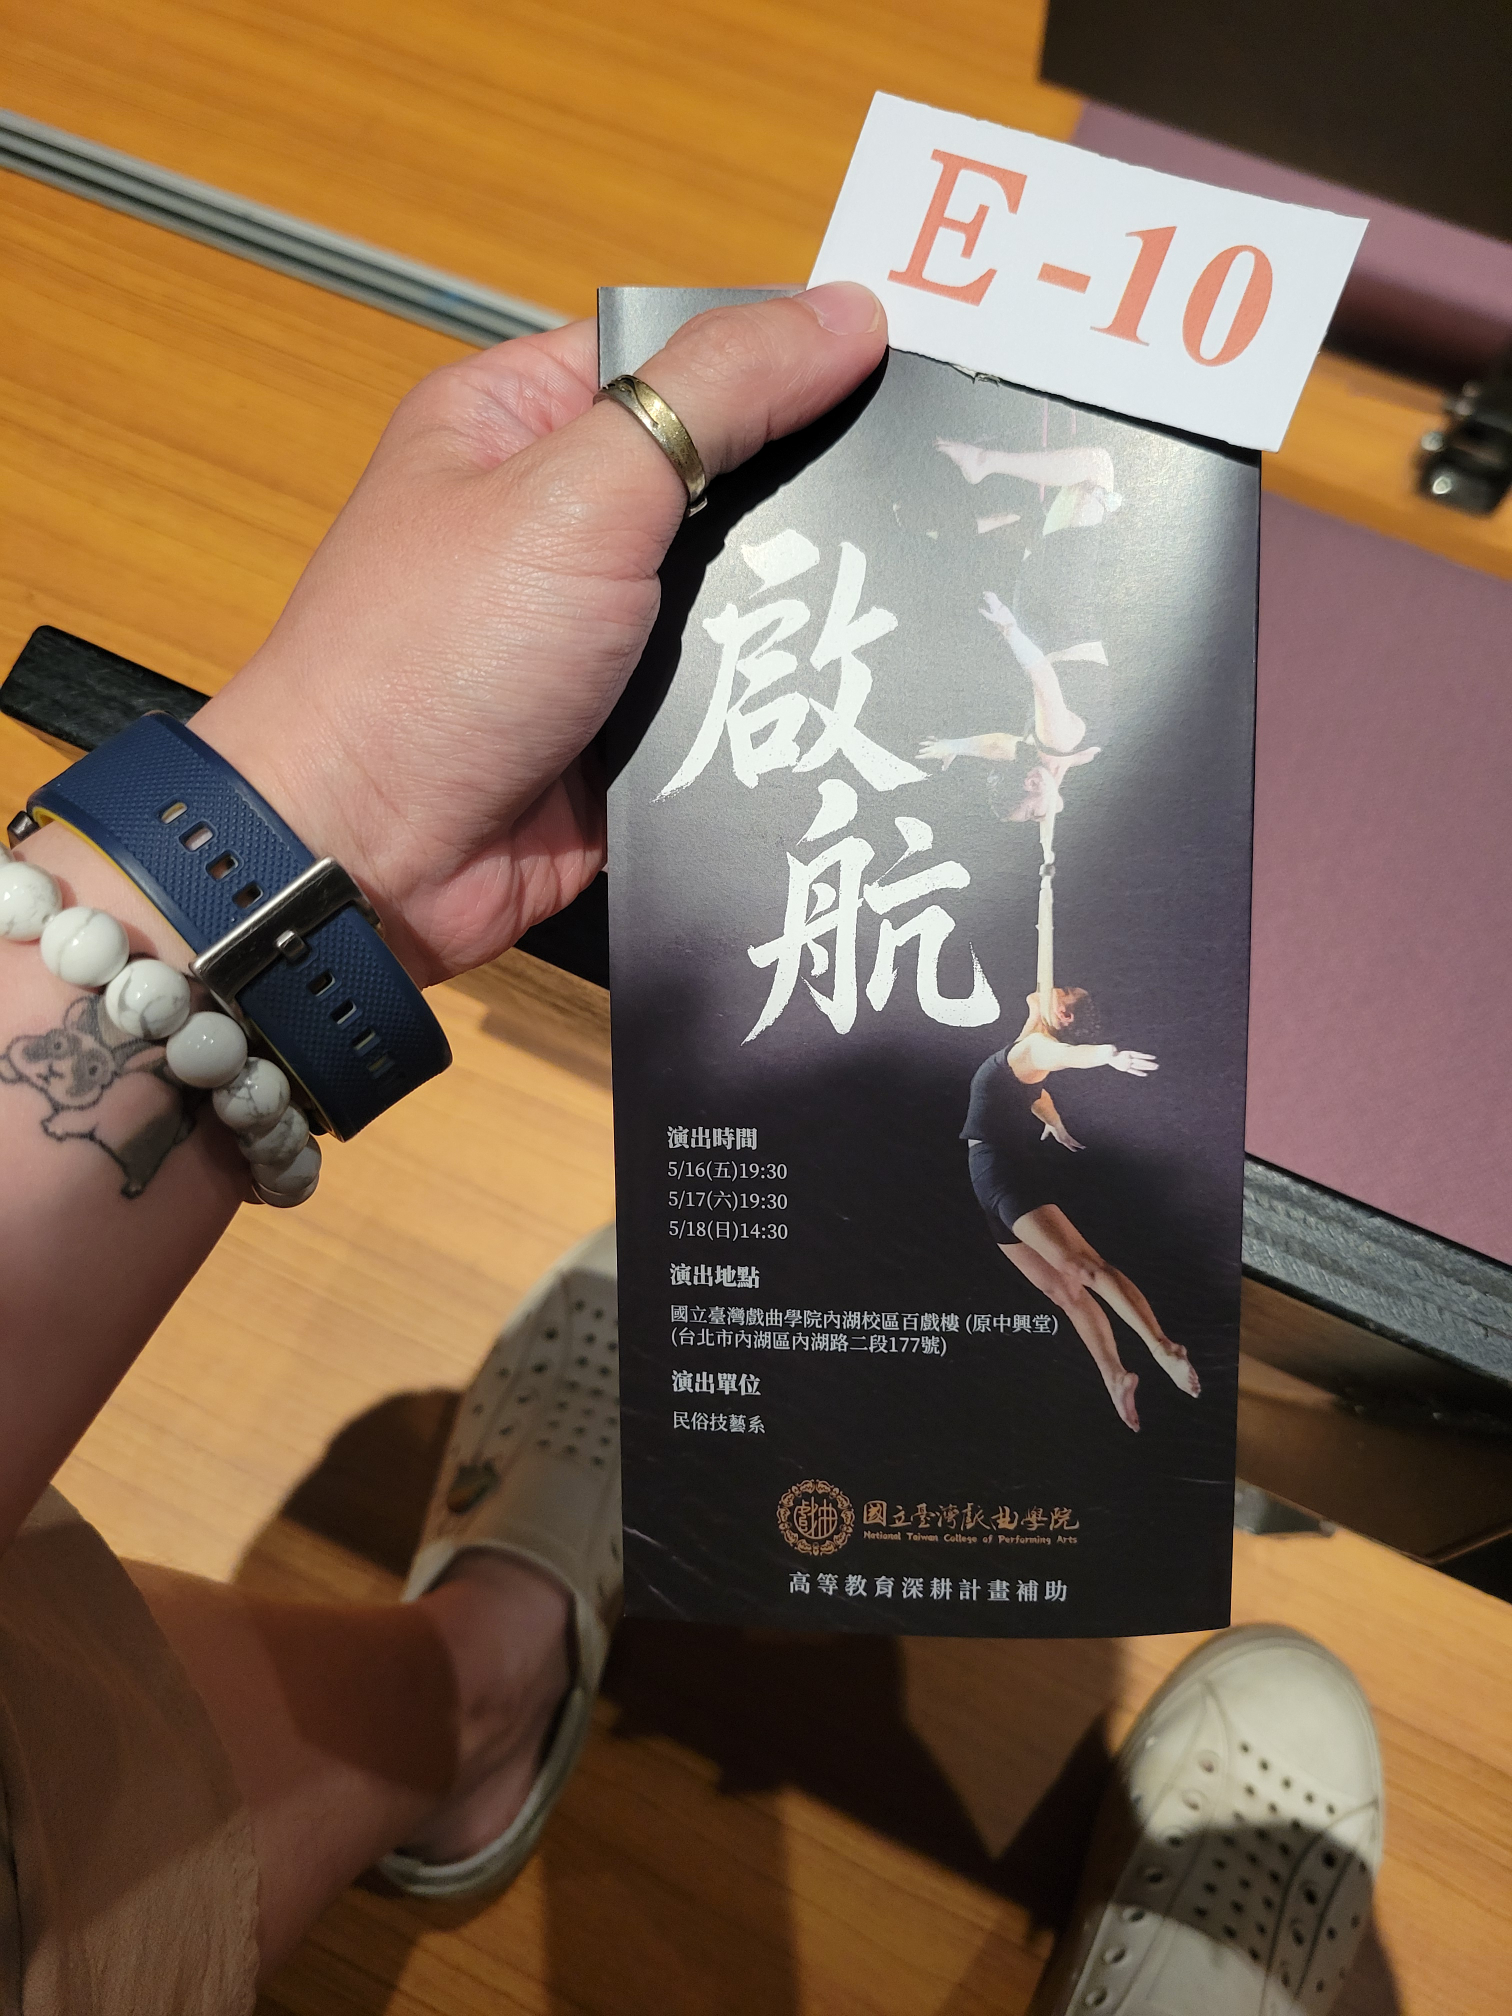 E-10
啟
航
演出時間
5/16(五)19:30
5/17(六)19:30
5/18(日)14:30
演出地點
國立臺灣戲曲學院內湖校區百戲樓 (原中興堂)
(台北市內湖區內湖路二段177號)
演出單位
民俗技藝系
戲曲
國立臺灣戲曲學院
National Taiwan College of Performing Arts
高等教育深耕計畫補助